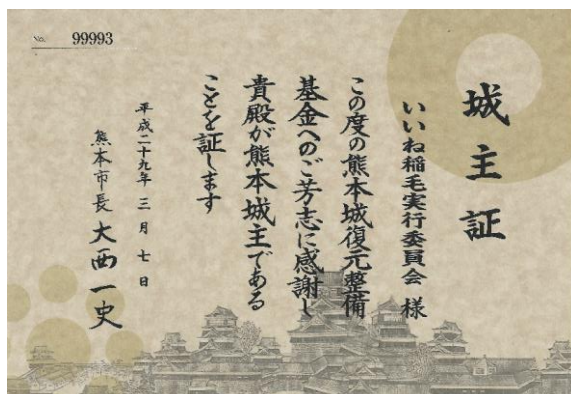 No. 99993
城主証
いいね稲毛実行委員会 様
この度の熊本城復元整備
基金へのご芳志に感謝し
貴殿が熊本城主である
ことを証します
平成二十九年 三月 七日
熊本市長 大西一史